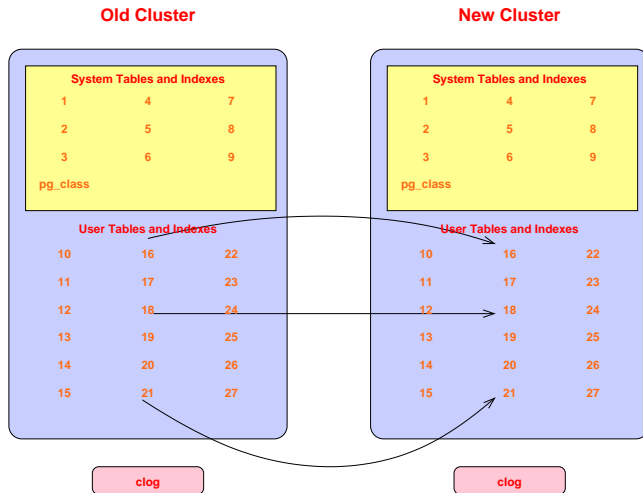 Old Cluster
System Tables and Indexes
1 4 7
2 5 8
3 6 9
pg_class
User Tables and Indexes
10 16 22
11 17 23
12 18 24
13 19 25
14 20 26
15 21 27
clog
New Cluster
System Tables and Indexes
1 4 7
2 5 8
3 6 9
pg_class
User Tables and Indexes
10 16 22
11 17 23
12 18 24
13 19 25
14 20 26
15 21 27
clog